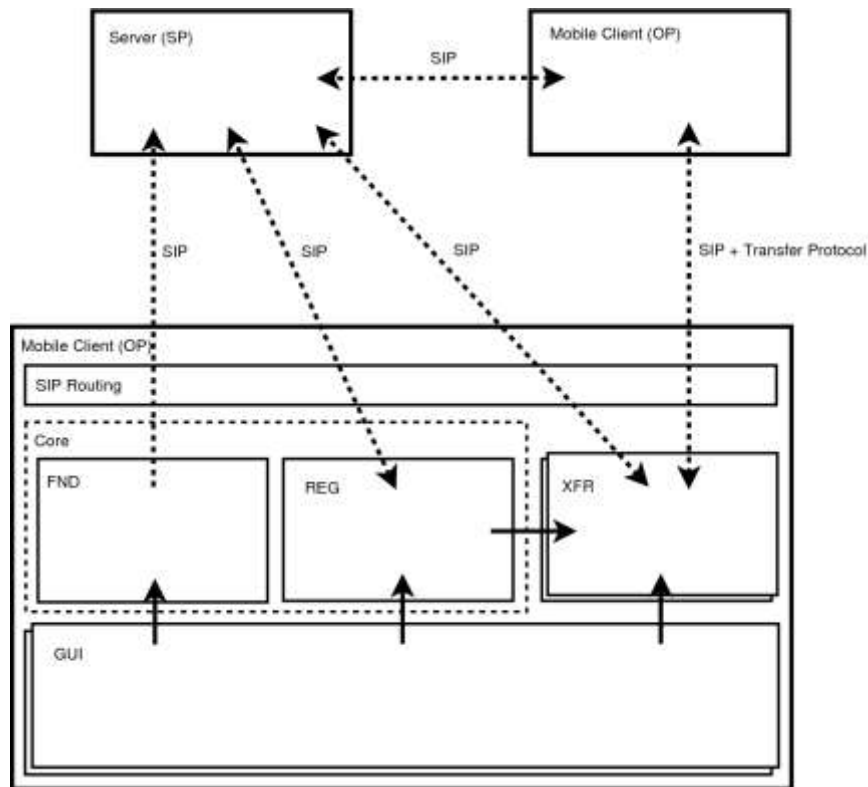 Server (SP)
Mobile Client (OP)
SIP
SIP
SIP
SIP
SIP + Transfer Protocol
Mobile Client (OP)
SIP Routing
Core
FND
REG
XFR
GUI